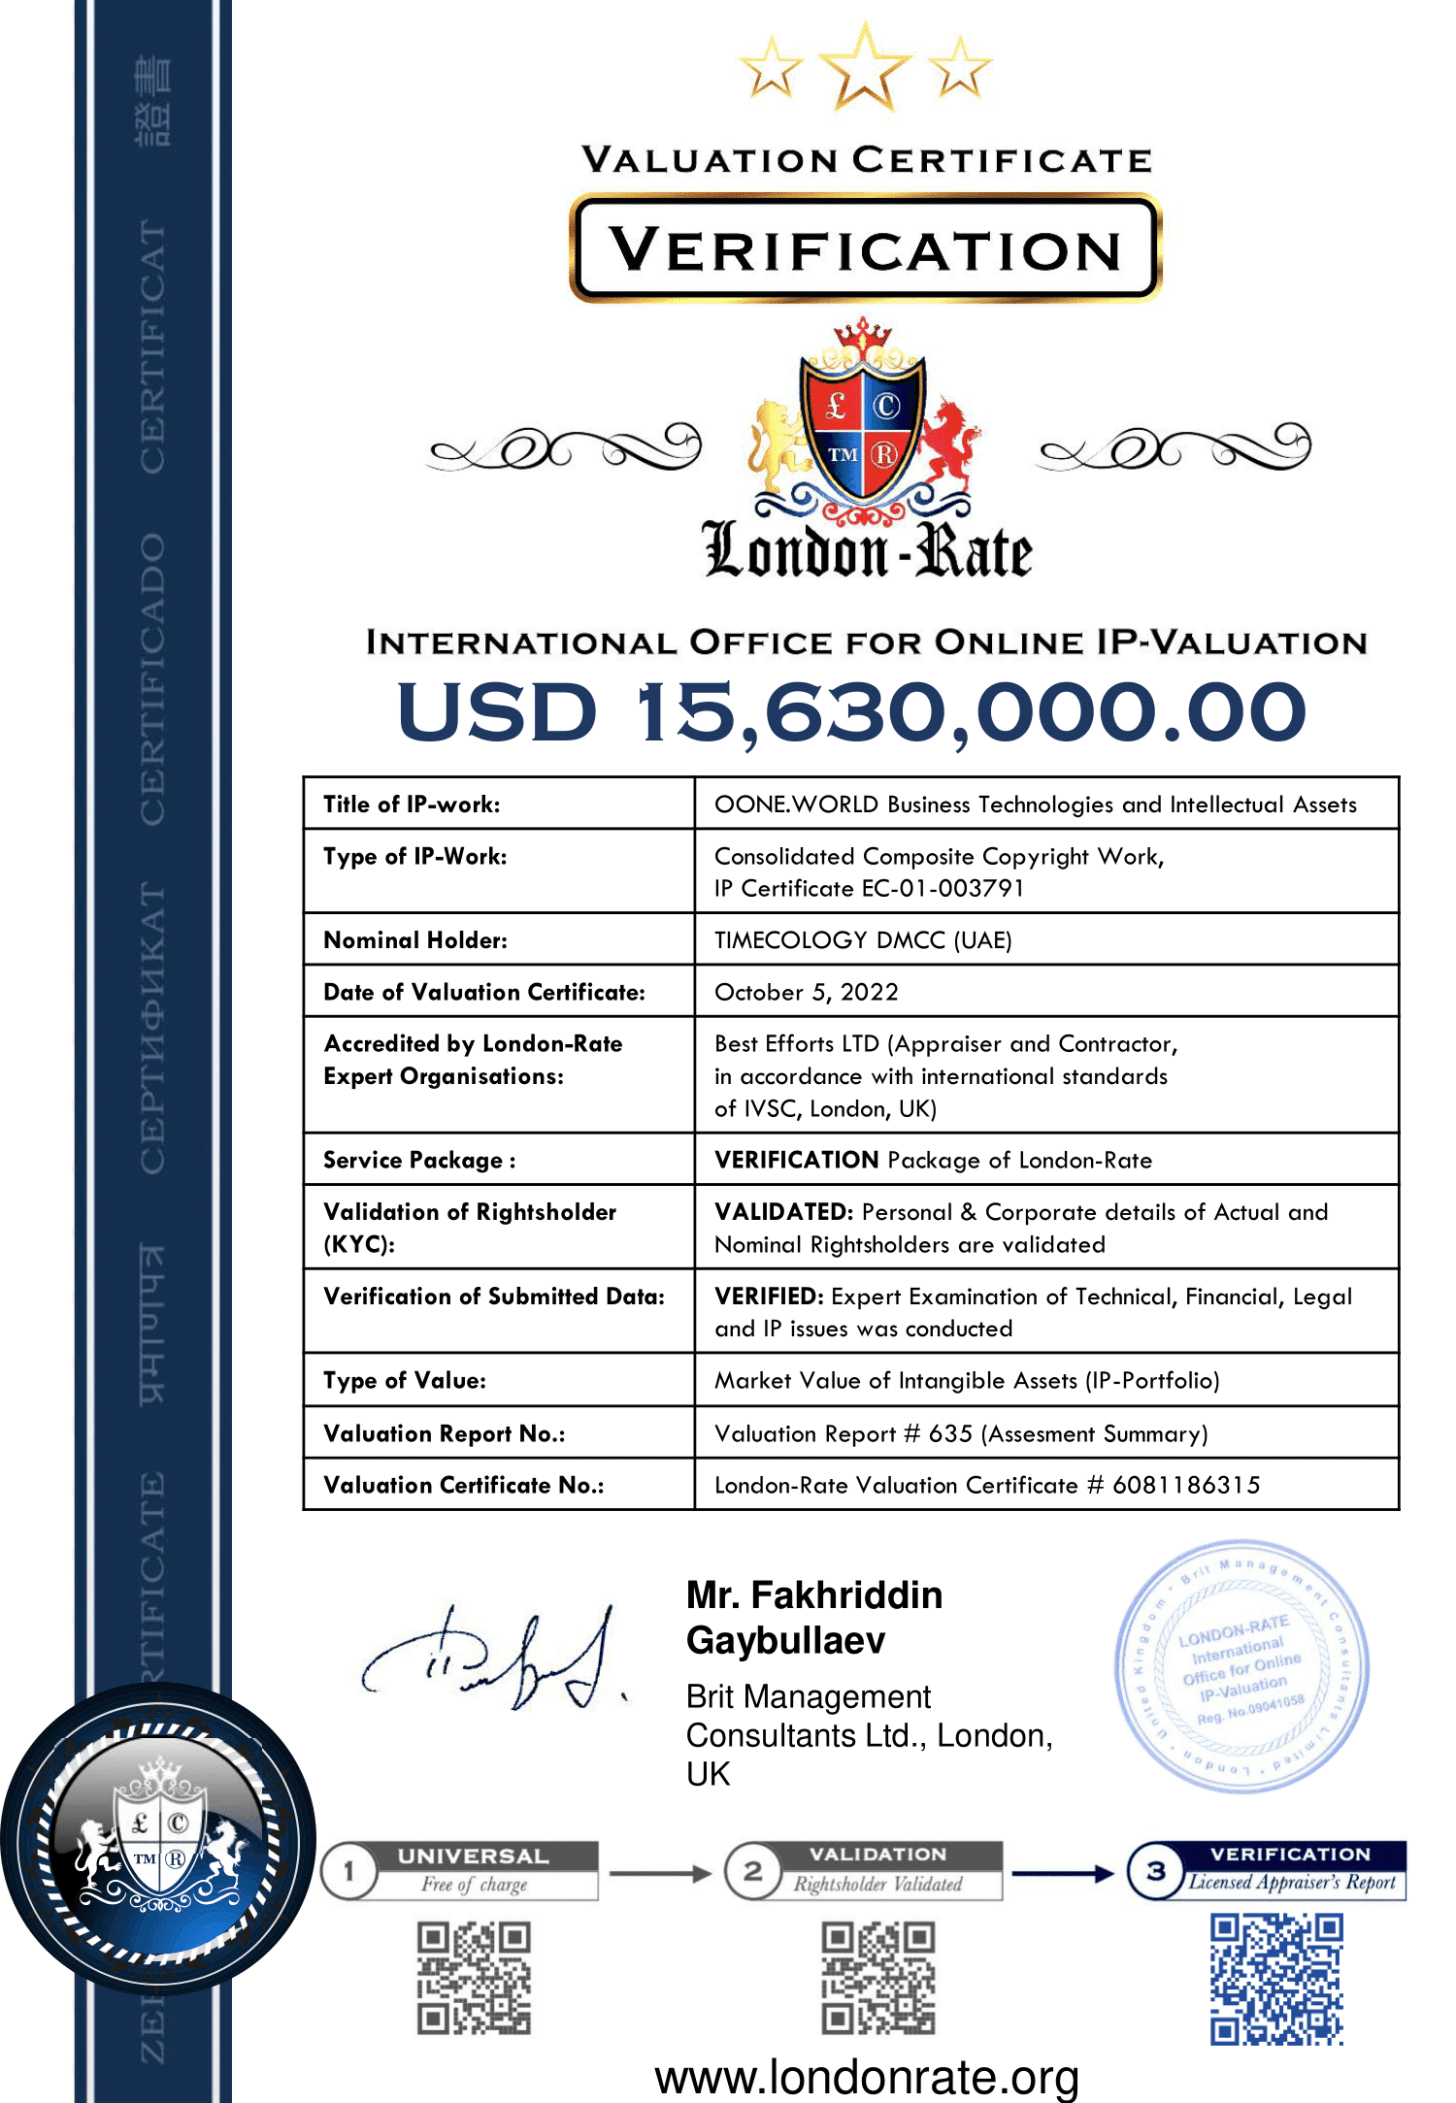 VALUATION CERTIFICATE
VERIFICATION
£ ©
TM ®
London-Rate
INTERNATIONAL OFFICE FOR ONLINE IP-VALUATION
USD 15,630,000.00
Title of IP-work: OONE.WORLD Business Technologies and Intellectual Assets
Type of IP-Work: Consolidated Composite Copyright Work,
IP Certificate EC-01-003791
Nominal Holder: TIMECOLOGY DMCC (UAE)
Date of Valuation Certificate: October 5, 2022
Accredited by London-Rate
Expert Organisations:
Best Efforts LTD (Appraiser and Contractor,
in accordance with international standards
of IVSC, London, UK)
Service Package : VERIFICATION Package of London-Rate
Validation of Rightsholder
(KYC):
VALIDATED: Personal & Corporate details of Actual and
Nominal Rightsholders are validated
Verification of Submitted Data: VERIFIED: Expert Examination of Technical, Financial, Legal
and IP issues was conducted
Type of Value: Market Value of Intangible Assets (IP-Portfolio)
Valuation Report No.: Valuation Report # 635 (Assesment Summary)
Valuation Certificate No.: London-Rate Valuation Certificate # 6081186315
Mr. Fakhriddin
Gaybullaev
Brit Management
Consultants Ltd., London,
UK
Brit Management Consultants Limited • London • United Kingdom •
LONDON-RATE
International
Office for Online
IP-Valuation
Reg. No.09041058
£ ©
TM ®
1 UNIVERSAL
Free of charge
2 VALIDATION
Rightsholder Validated
3 VERIFICATION
Licensed Appraiser's Report
www.londonrate.org
ZER RTIFICATE प्रमाणपत्र СЕРТИФИКАТ CERTIFICADO CERTIFICAT 證書